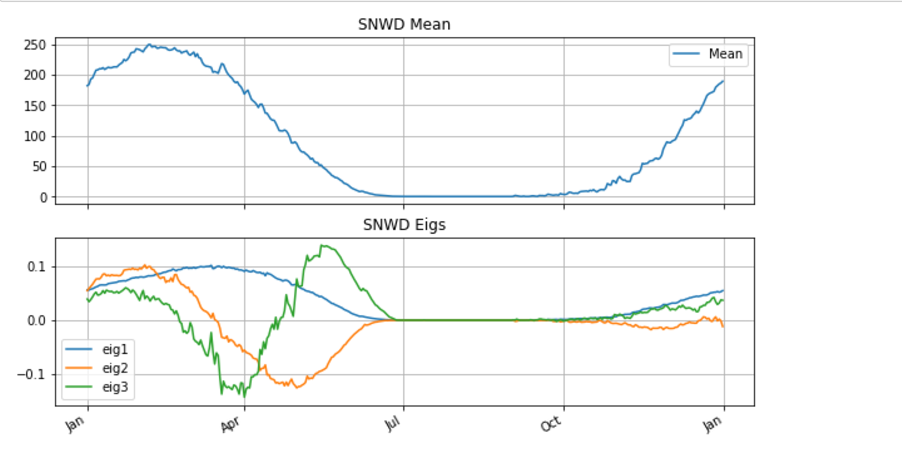 SNWD Mean
250
200
150
100
50
0
Mean
SNWD Eigs
0.1
0.0
−0.1
eig1
eig2
eig3
Jan
Apr
Jul
Oct
Jan